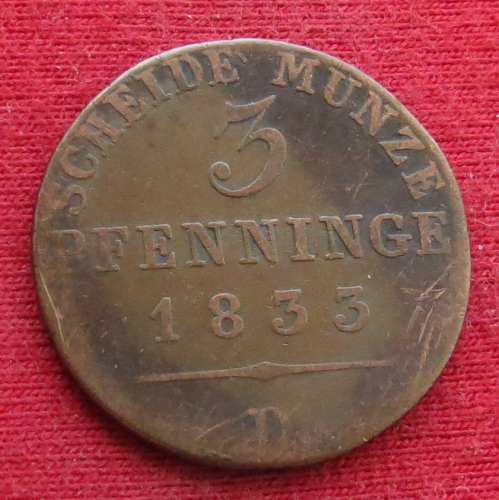 SCHEIDE MUNZE
3
PFENNINGE
1833
D